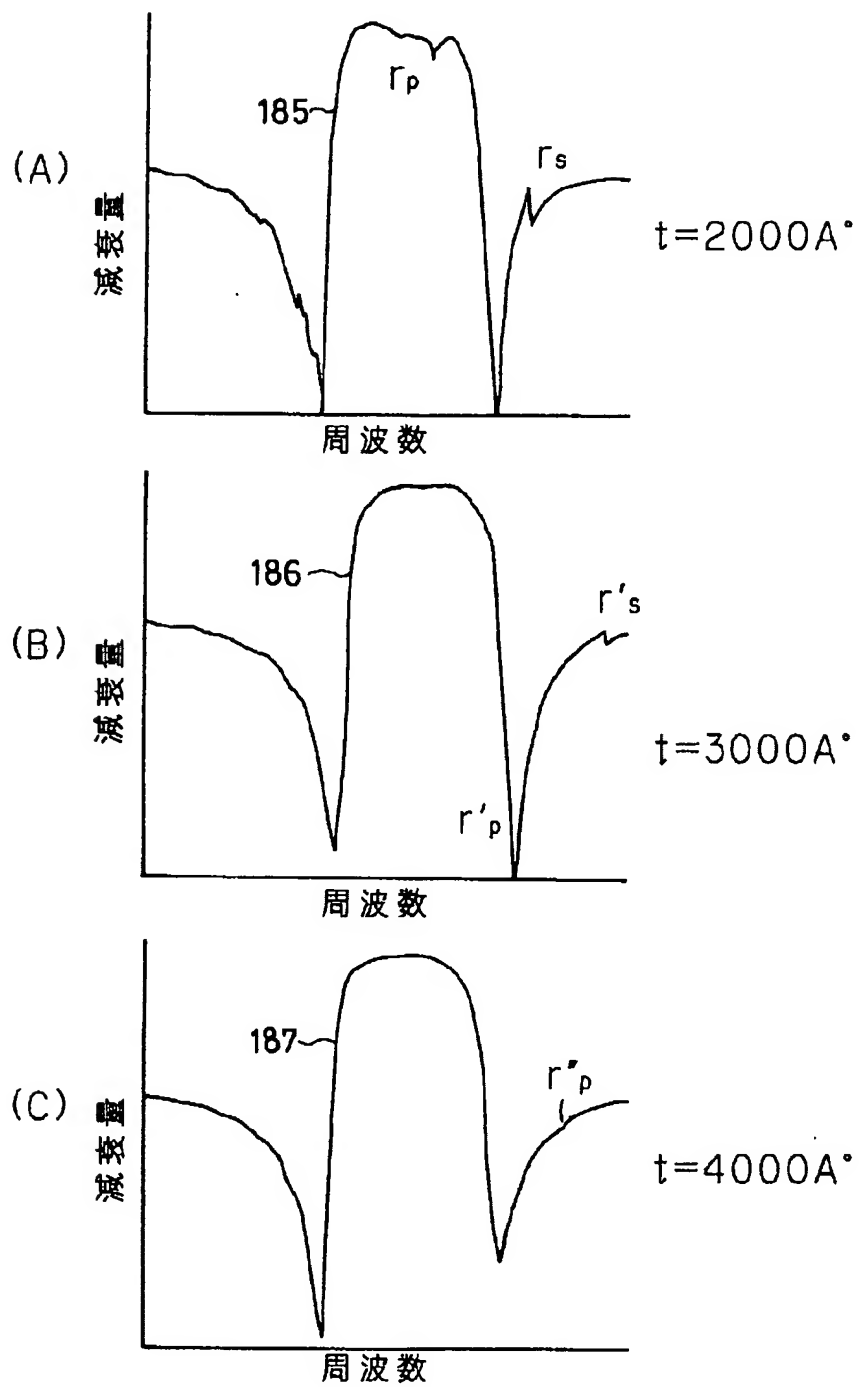 (A)
減衰量
185
rp
rs
t=2000A°
周波数
(B)
減衰量
186
r's
r'p
t=3000A°
周波数
(C)
減衰量
187
r"p
t=4000A°
周波数